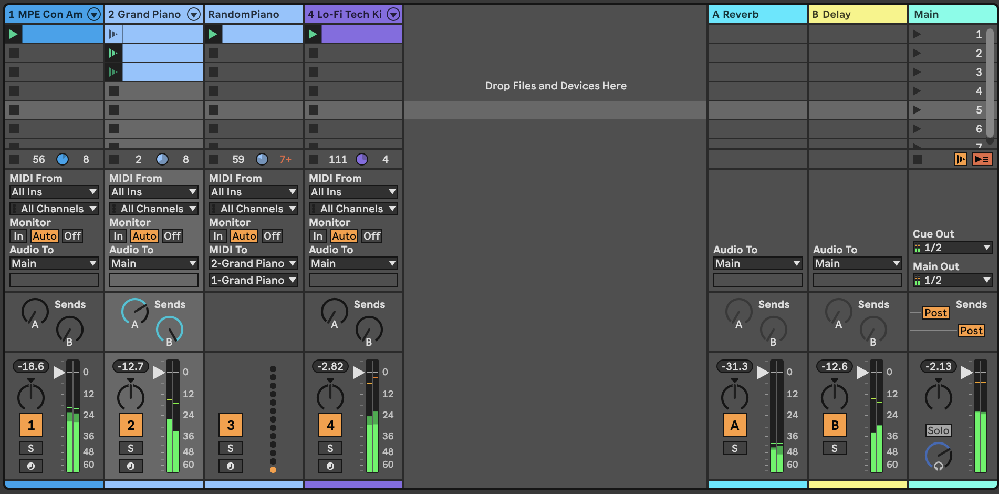 1 MPE Con Am
2 Grand Piano
RandomPiano
4 Lo-Fi Tech Ki
A Reverb
B Delay
Main
1
2
3
4
5
6
7
Drop Files and Devices Here
56 8
2 8
59 7+
111 4
MIDI From
All Ins
All Channels
Monitor
In Auto Off
Audio To
Main
MIDI From
All Ins
All Channels
Monitor
In Auto Off
Audio To
Main
MIDI From
All Ins
All Channels
Monitor
In Auto Off
MIDI To
2-Grand Piano
1-Grand Piano
MIDI From
All Ins
All Channels
Monitor
In Auto Off
Audio To
Main
Audio To
Main
Audio To
Main
Cue Out
1/2
Main Out
1/2
Sends
A
B
Sends
A
B
Sends
A
B
Sends
A
B
Sends
A
B
Sends
Post
Post
-18.6
0
12
24
36
48
60
1
S
-12.7
0
12
24
36
48
60
2
S
3
S
-2.82
0
12
24
36
48
60
4
S
-31.3
0
12
24
36
48
60
A
S
-12.6
0
12
24
36
48
60
B
S
-2.13
0
12
24
36
48
60
Solo